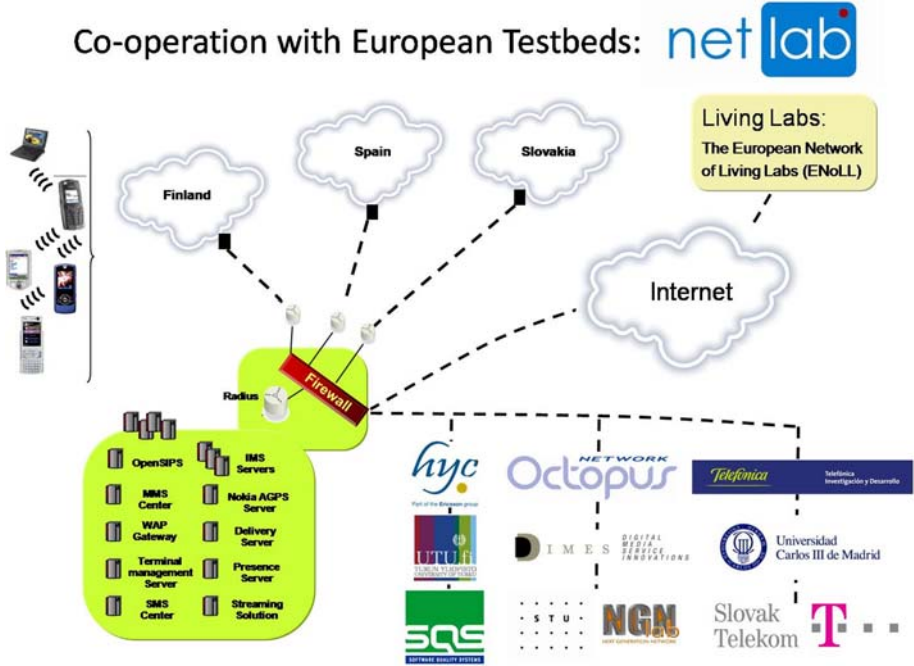 Co-operation with European Testbeds:
net lab
Finland
Spain
Slovakia
Living Labs:
The European Network
of Living Labs (ENoLL)
Internet
Firewall
Radius
OpenSIPS
IMS
Servers
MMS
Center
Nokia AGPS
Server
WAP
Gateway
Delivery
Server
Terminal
management
Server
Presence
Server
SMS
Center
Streaming
Solution
hyc
Part of the Ericsson group
NETWORK
Octopus
Telefónica
Telefónica
Investigación y Desarrollo
UTU.fi
TURUN YLIOPISTO
UNIVERSITY OF TURKU
DIMES
DIGITAL
MEDIA
SERVICE
INNOVATIONS
Universidad
Carlos III de Madrid
SQS
SOFTWARE QUALITY SYSTEMS
S T U
NGN
lab
NEXT GENERATION NETWORK
Slovak
Telekom
T